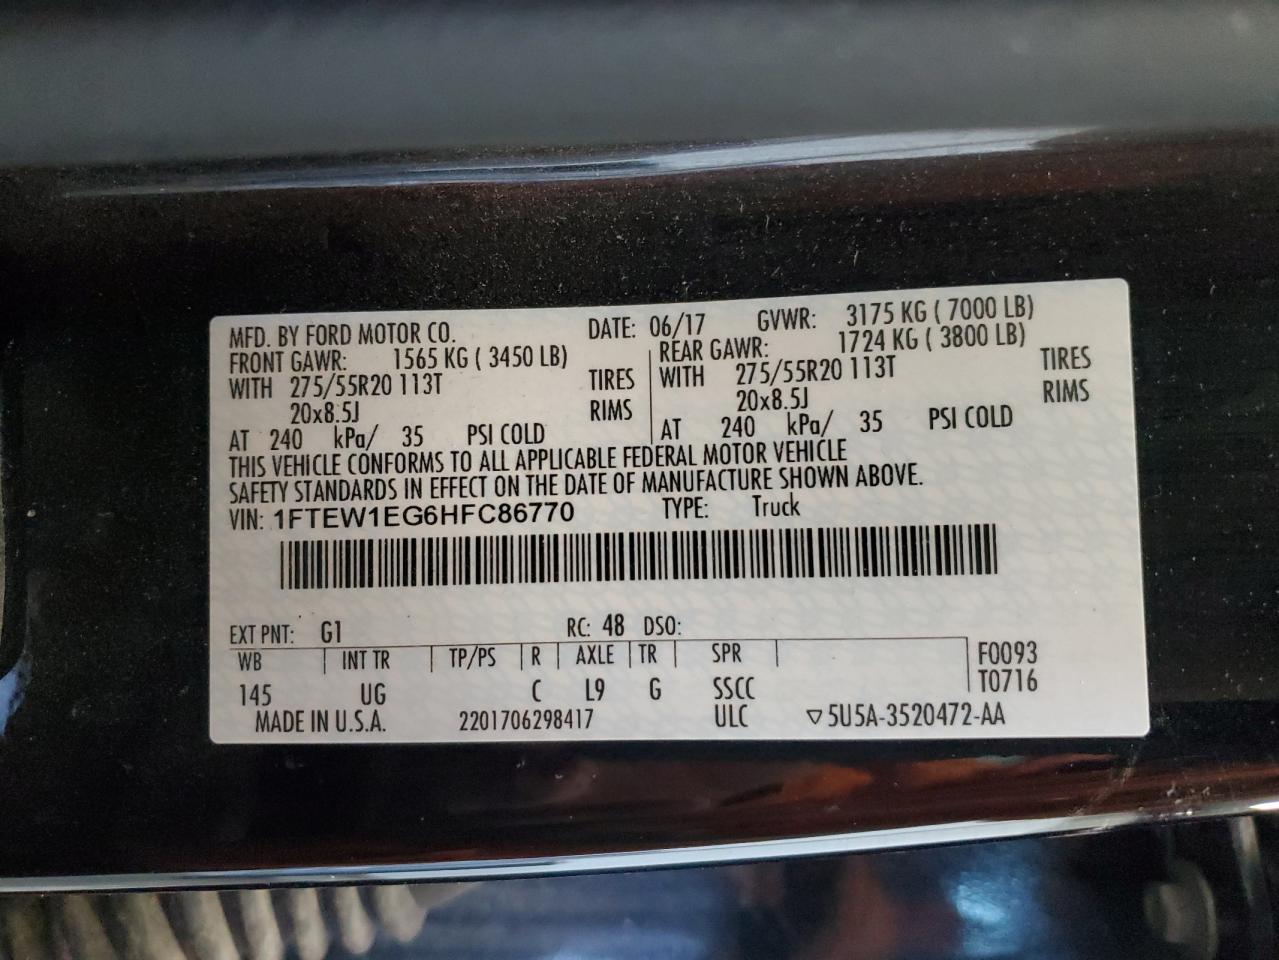 MFD. BY FORD MOTOR CO. DATE: 06/17 GVWR: 3175 KG ( 7000 LB)
FRONT GAWR: 1565 KG ( 3450 LB) REAR GAWR: 1724 KG ( 3800 LB)
WITH 275/55R20 113T TIRES WITH 275/55R20 113T TIRES
20x8.5J RIMS 20x8.5J RIMS
AT 240 kPa/ 35 PSI COLD AT 240 kPa/ 35 PSI COLD
THIS VEHICLE CONFORMS TO ALL APPLICABLE FEDERAL MOTOR VEHICLE
SAFETY STANDARDS IN EFFECT ON THE DATE OF MANUFACTURE SHOWN ABOVE.
VIN: 1FTEW1EG6HFC86770 TYPE: Truck
EXT PNT: G1 RC: 48 DSO:
WB INT TR TP/PS R AXLE TR SPR F0093
145 UG C L9 G SSCC T0716
MADE IN U.S.A. 2201706298417 ULC ▽5U5A-3520472-AA